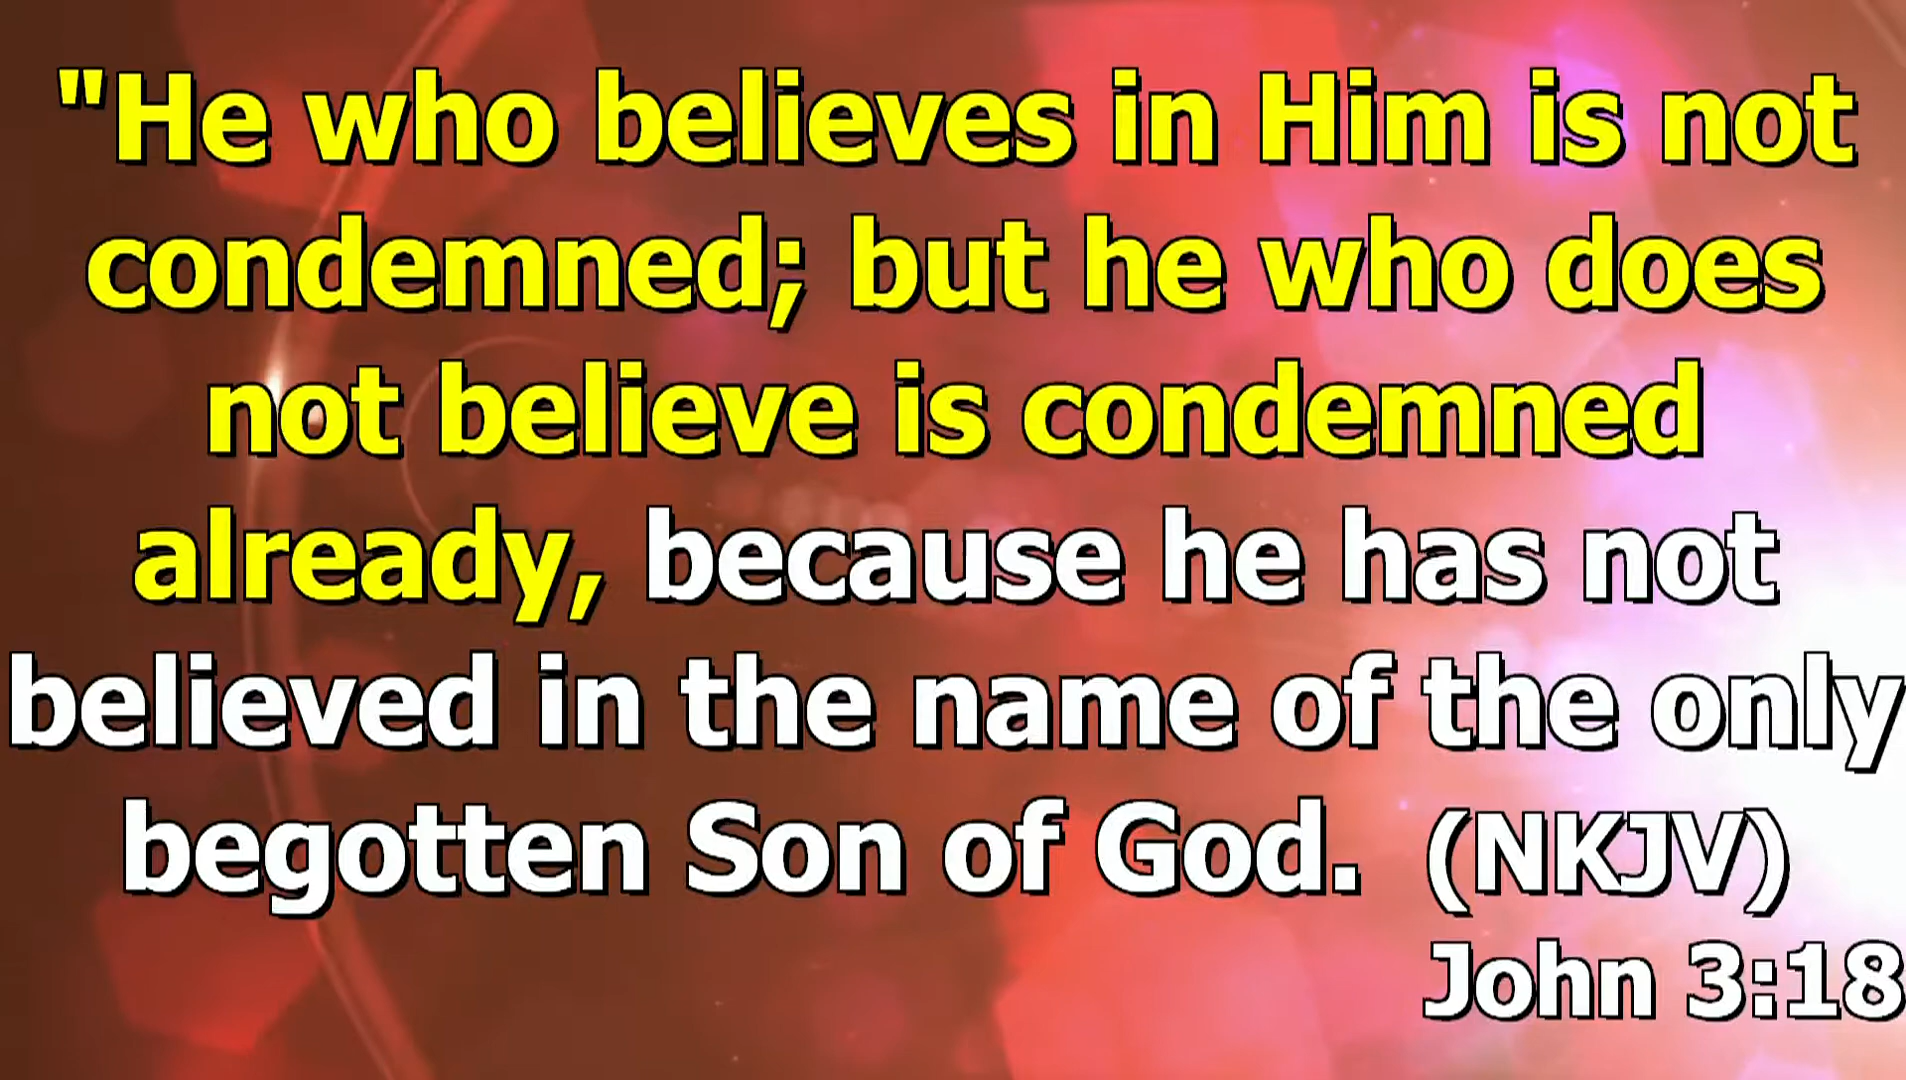 "He who believes in Him is not
condemned; but he who does
not believe is condemned
already, because he has not
believed in the name of the only
begotten Son of God. (NKJV)
John 3:18